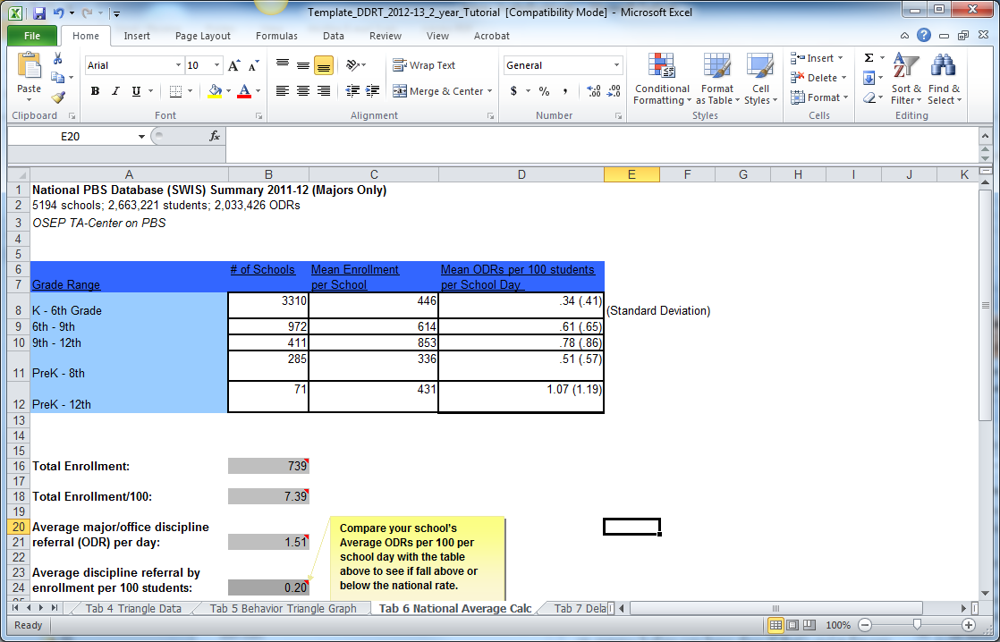 Template_DDRT_2012-13_2_year_Tutorial [Compatibility Mode] - Microsoft Excel
File Home Insert Page Layout Formulas Data Review View Acrobat
Paste
Arial 10
B I U A
Wrap Text
Merge & Center
General
$ % ,
Conditional Formatting
Format as Table
Cell Styles
Insert
Delete
Format
Σ
Sort & Filter
Find & Select
Clipboard Font Alignment Number Styles Cells Editing
E20 fx
A B C D E F G H I J K
1 National PBS Database (SWIS) Summary 2011-12 (Majors Only)
2 5194 schools; 2,663,221 students; 2,033,426 ODRs
3 OSEP TA-Center on PBS
4
5
6 # of Schools Mean Enrollment Mean ODRs per 100 students
7 Grade Range per School per School Day
8 K - 6th Grade 3310 446 .34 (.41) (Standard Deviation)
9 6th - 9th 972 614 .61 (.65)
10 9th - 12th 411 853 .78 (.86)
11 PreK - 8th 285 336 .51 (.57)
12 PreK - 12th 71 431 1.07 (1.19)
13
14
15
16 Total Enrollment: 739
17
18 Total Enrollment/100: 7.39
19
20 Average major/office discipline
21 referral (ODR) per day: 1.51
22
23 Average discipline referral by
24 enrollment per 100 students: 0.20
Compare your school's
Average ODRs per 100 per
school day with the table
above to see if fall above or
below the national rate.
Tab 4 Triangle Data Tab 5 Behavior Triangle Graph Tab 6 National Average Calc Tab 7 Dela
Ready 100%